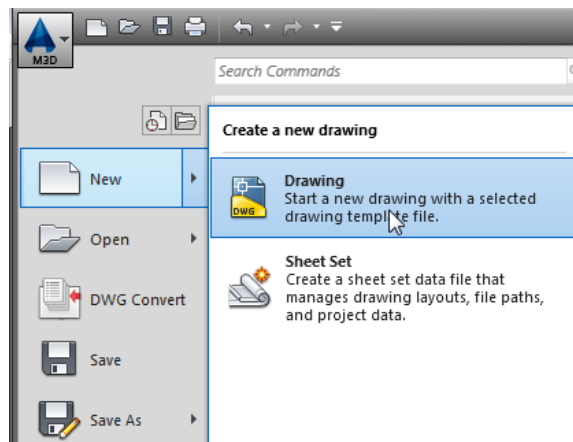 M3D
Search Commands
Create a new drawing
New
Drawing
Start a new drawing with a selected
drawing template file.
DWG
Open
Sheet Set
Create a sheet set data file that
manages drawing layouts, file paths,
and project data.
DWG Convert
Save
Save As